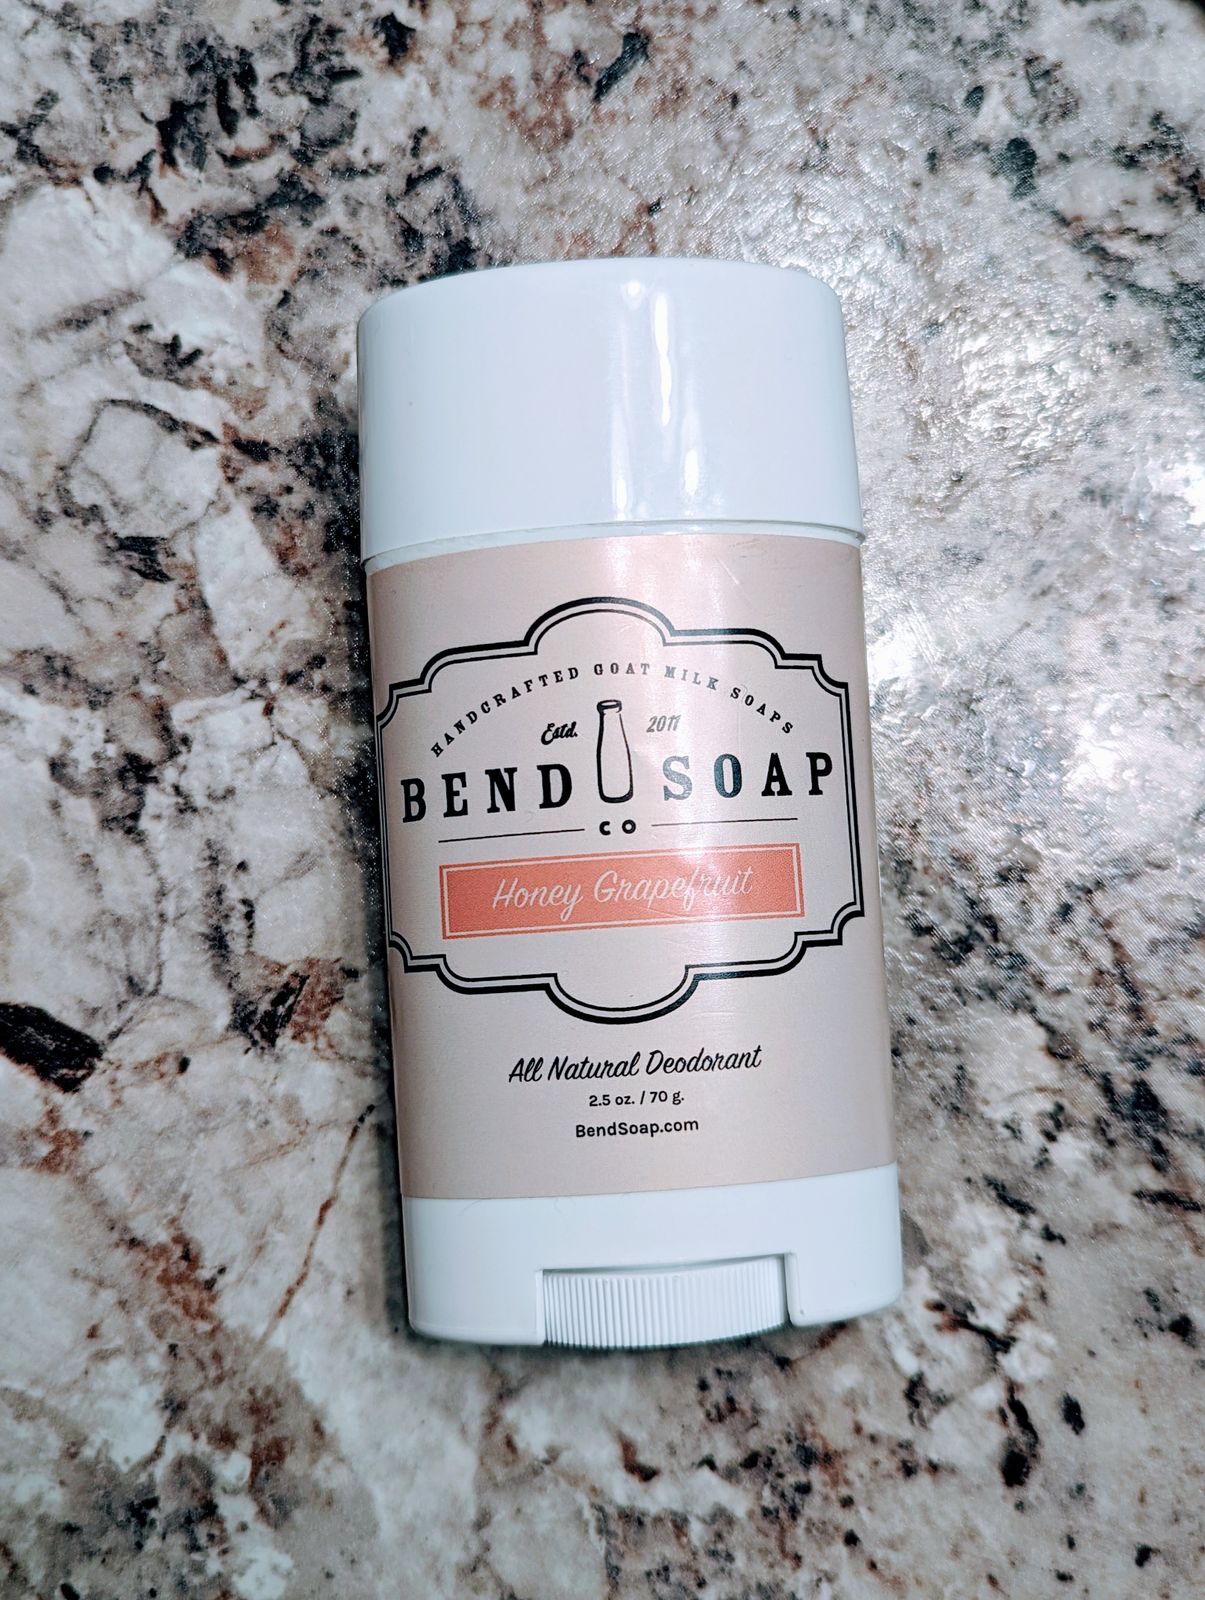 HANDCRAFTED GOAT MILK SOAPS
Estd. 2011
BEND SOAP
CO
Honey Grapefruit
All Natural Deodorant
2.5 oz. / 70 g.
BendSoap.com